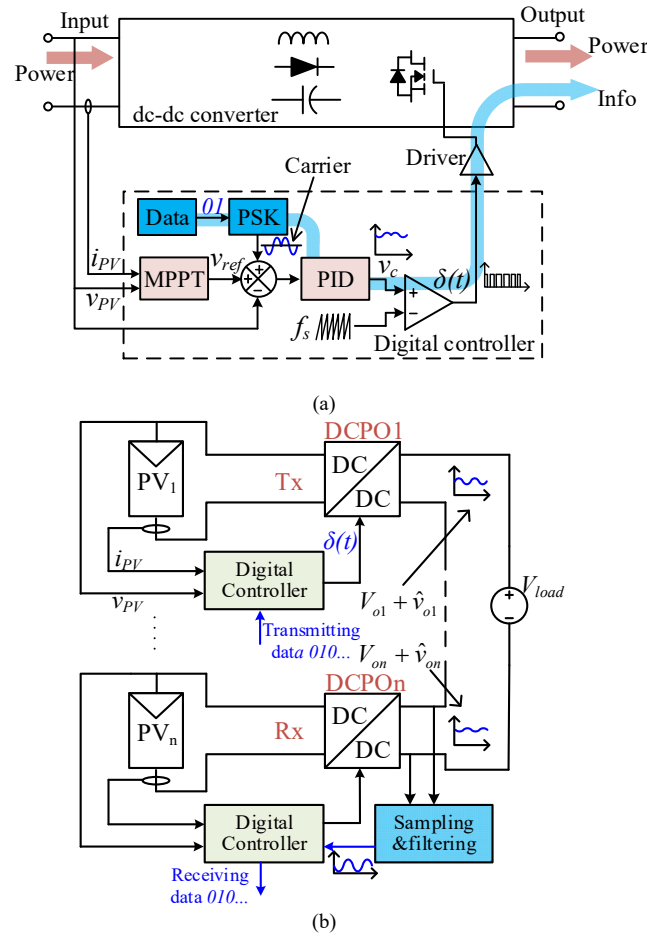 Input
Output
Power
Power
Info
dc-dc converter
Driver
Carrier
Data
01
PSK
i_PV
MPPT
v_ref
PID
v_c
δ(t)
v_PV
f_s
Digital controller
(a)
DCPO1
PV_1
Tx
DC
DC
i_PV
δ(t)
Digital
Controller
v_PV
V_o1 + v̂_o1
V_load
Transmitting
data 010...
V_on + v̂_on
DCPOn
PV_n
Rx
DC
DC
Digital
Controller
Sampling
&filtering
Receiving
data 010...
(b)